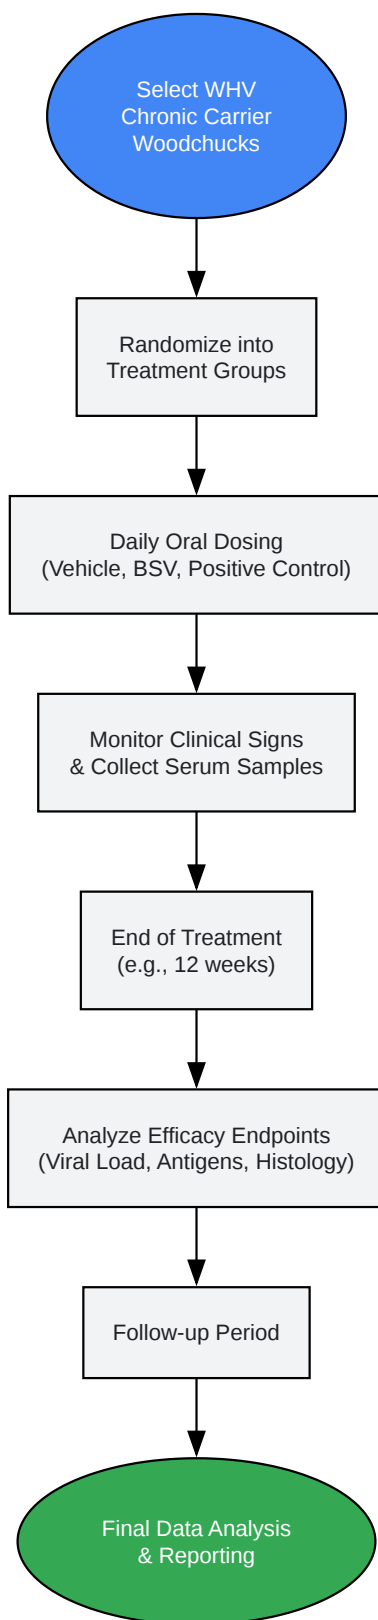 Select WHV
Chronic Carrier
Woodchucks
Randomize into
Treatment Groups
Daily Oral Dosing
(Vehicle, BSV, Positive Control)
Monitor Clinical Signs
& Collect Serum Samples
End of Treatment
(e.g., 12 weeks)
Analyze Efficacy Endpoints
(Viral Load, Antigens, Histology)
Follow-up Period
Final Data Analysis
& Reporting